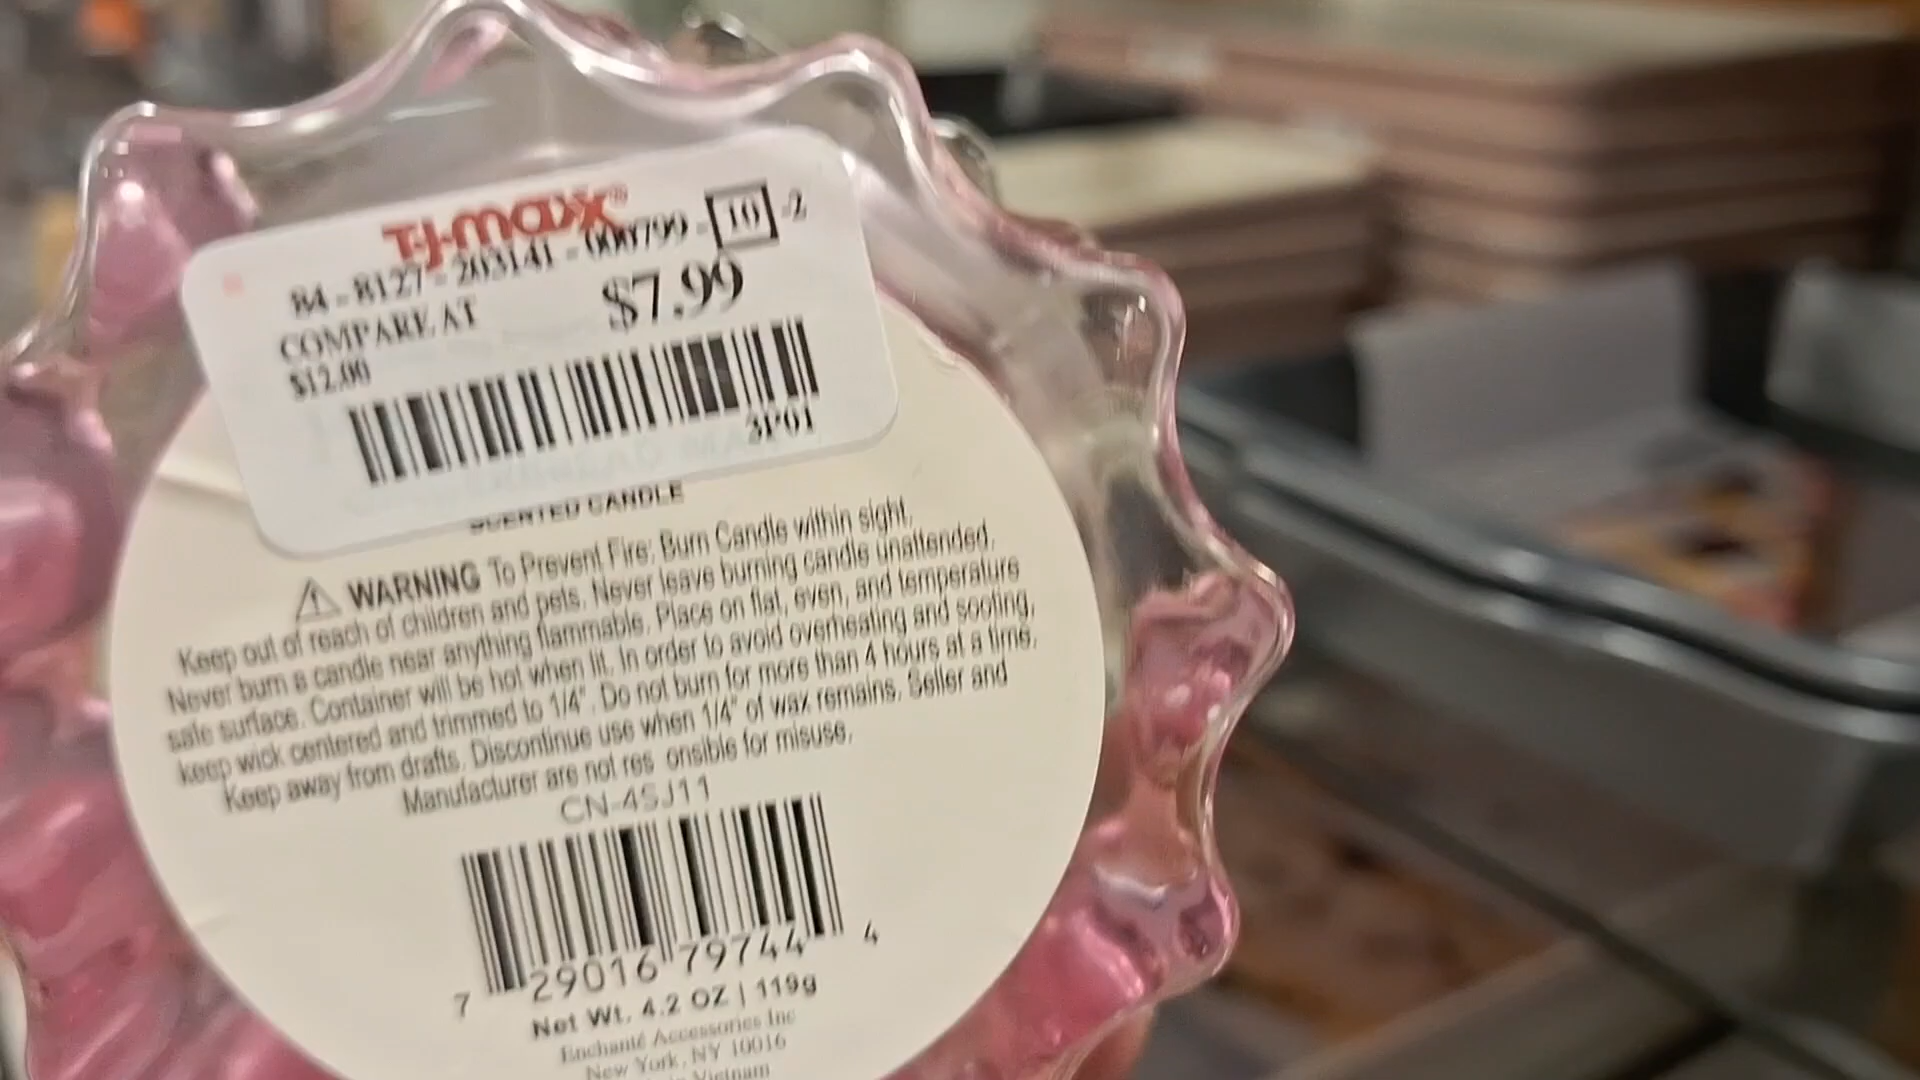 T·J·maxx®
84-8127-203141-000799-10-2
COMPARE AT $7.99
$12.00
3P01
SCENTED CANDLE
WARNING To Prevent Fire: Burn Candle within sight.
Keep out of reach of children and pets. Never leave burning candle unattended.
Never burn a candle near anything flammable. Place on flat, even, and temperature
safe surface. Container will be hot when lit. In order to avoid overheating and sooting,
keep wick centered and trimmed to 1/4". Do not burn for more than 4 hours at a time.
Keep away from drafts. Discontinue use when 1/4" of wax remains. Seller and
Manufacturer are not res onsible for misuse.
CN-4SJ11
7 29016 79744 4
Net Wt. 4.2 OZ | 119g
Enchanté Accessories Inc
New York, NY 10016
in Vietnam